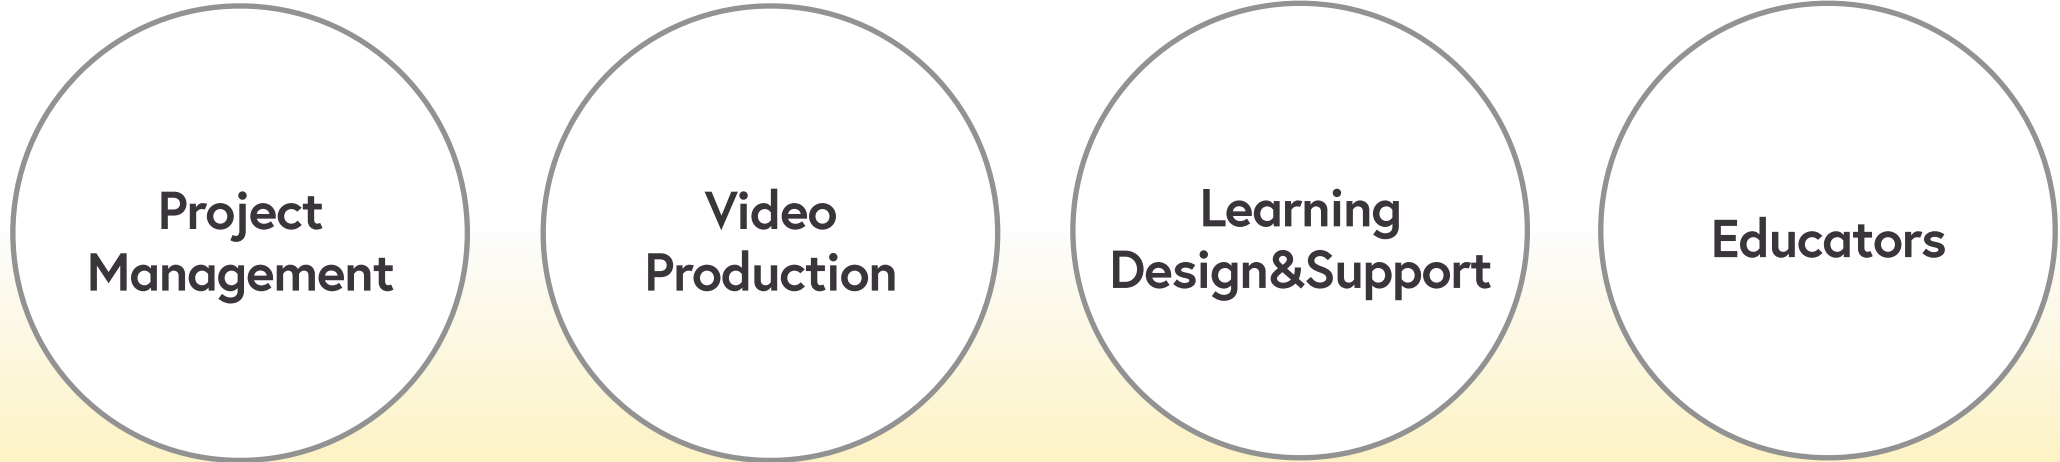 Project
Management
Video
Production
Learning
Design&Support
Educators